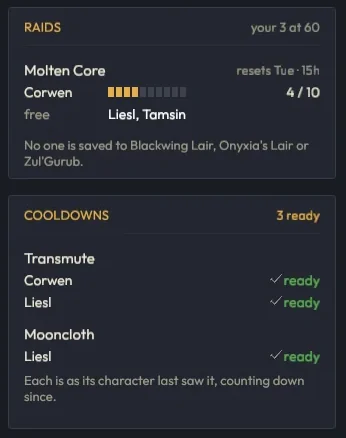 RAIDS your 3 at 60
Molten Core resets Tue · 15h
Corwen 4 / 10
free Liesl, Tamsin
No one is saved to Blackwing Lair, Onyxia's Lair or
Zul'Gurub.
COOLDOWNS 3 ready
Transmute
Corwen ✓ ready
Liesl ✓ ready
Mooncloth
Liesl ✓ ready
Each is as its character last saw it, counting down
since.